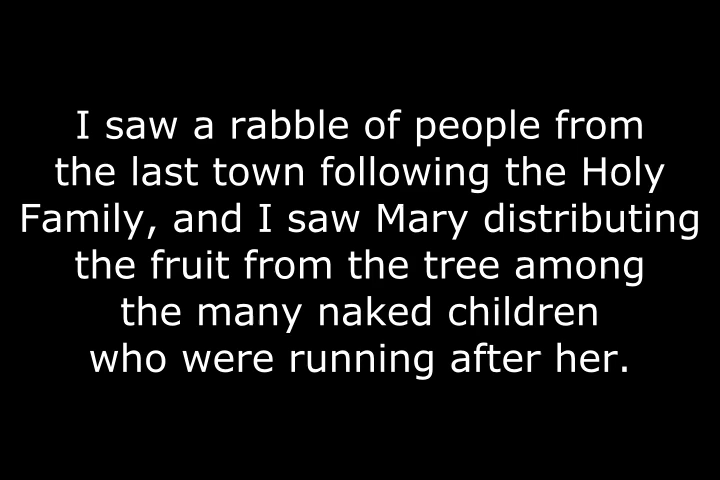 I saw a rabble of people from
the last town following the Holy
Family, and I saw Mary distributing
the fruit from the tree among
the many naked children
who were running after her.